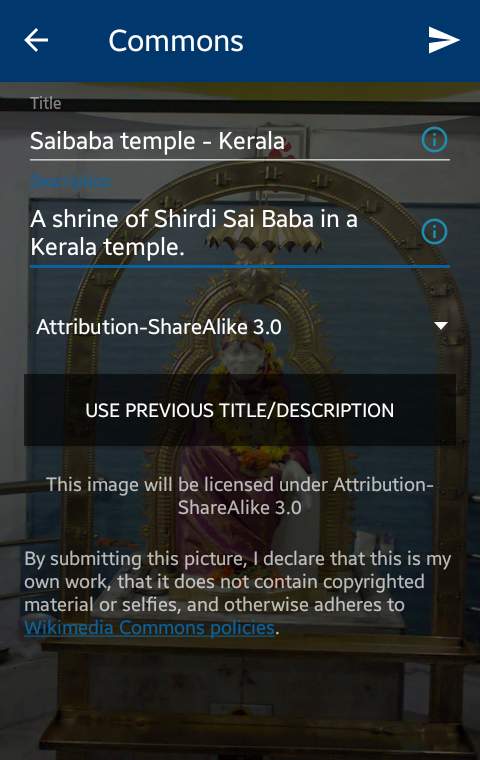 Commons
Title
Saibaba temple - Kerala
Description
A shrine of Shirdi Sai Baba in a
Kerala temple.
Attribution-ShareAlike 3.0
USE PREVIOUS TITLE/DESCRIPTION
This image will be licensed under Attribution-
ShareAlike 3.0
By submitting this picture, I declare that this is my
own work, that it does not contain copyrighted
material or selfies, and otherwise adheres to
Wikimedia Commons policies.